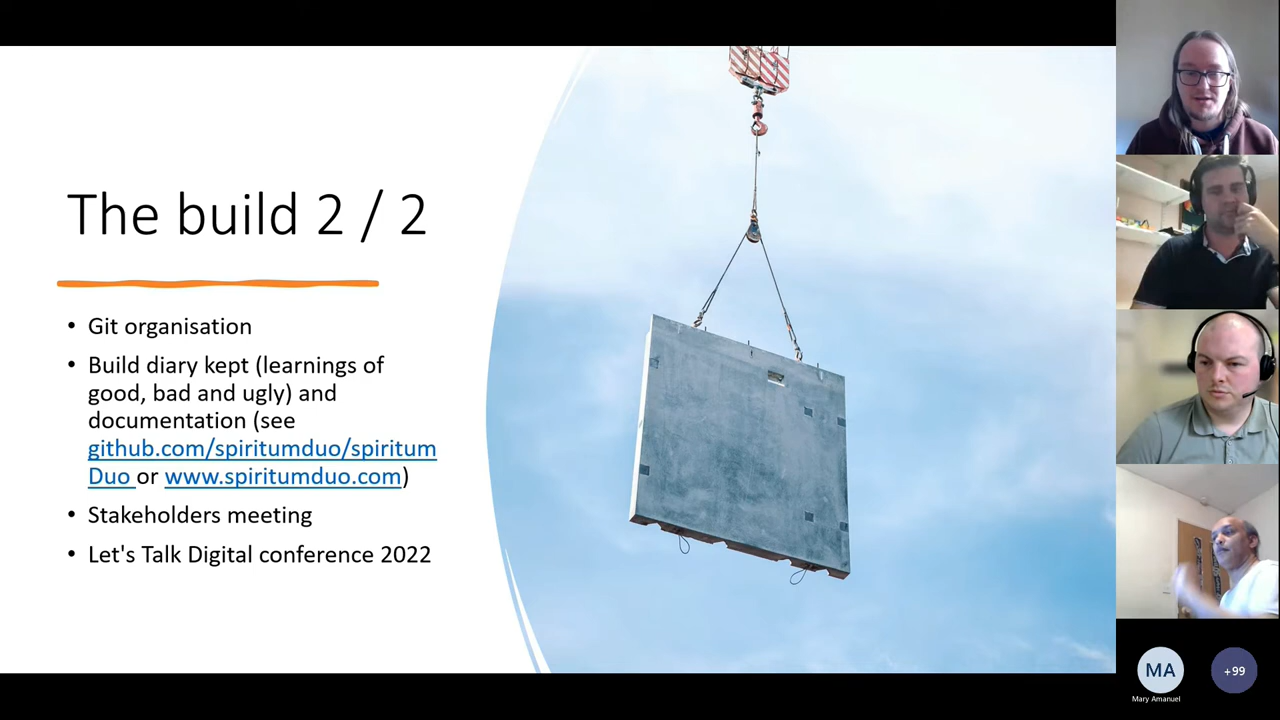 The build 2 / 2
• Git organisation
• Build diary kept (learnings of
good, bad and ugly) and
documentation (see
github.com/spiritumduo/spiritum
Duo or www.spiritumduo.com)
• Stakeholders meeting
• Let's Talk Digital conference 2022
MA
+99
Mary Amanuel